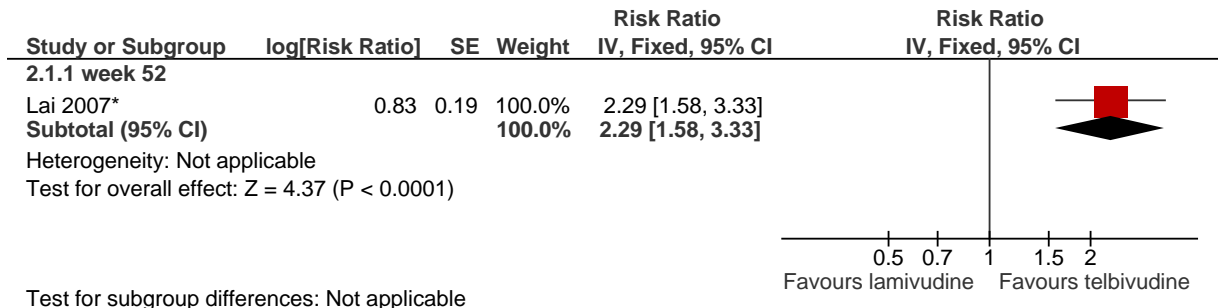 Risk Ratio Risk Ratio
Study or Subgroup log[Risk Ratio] SE Weight IV, Fixed, 95% CI IV, Fixed, 95% CI
2.1.1 week 52
Lai 2007* 0.83 0.19 100.0% 2.29 [1.58, 3.33]
Subtotal (95% CI) 100.0% 2.29 [1.58, 3.33]
Heterogeneity: Not applicable
Test for overall effect: Z = 4.37 (P < 0.0001)
0.5 0.7 1 1.5 2
Favours lamivudine Favours telbivudine
Test for subgroup differences: Not applicable